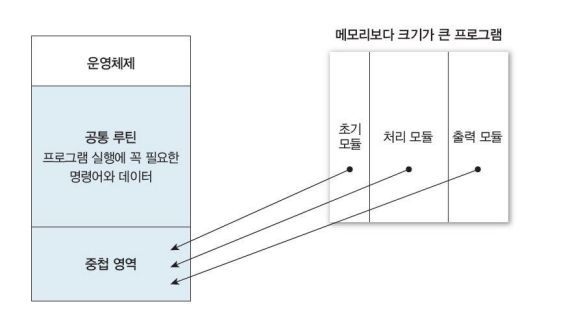 메모리보다 크기가 큰 프로그램
운영체제
공통 루틴
프로그램 실행에 꼭 필요한
명령어와 데이터
중첩 영역
초기
모듈
처리 모듈
출력 모듈